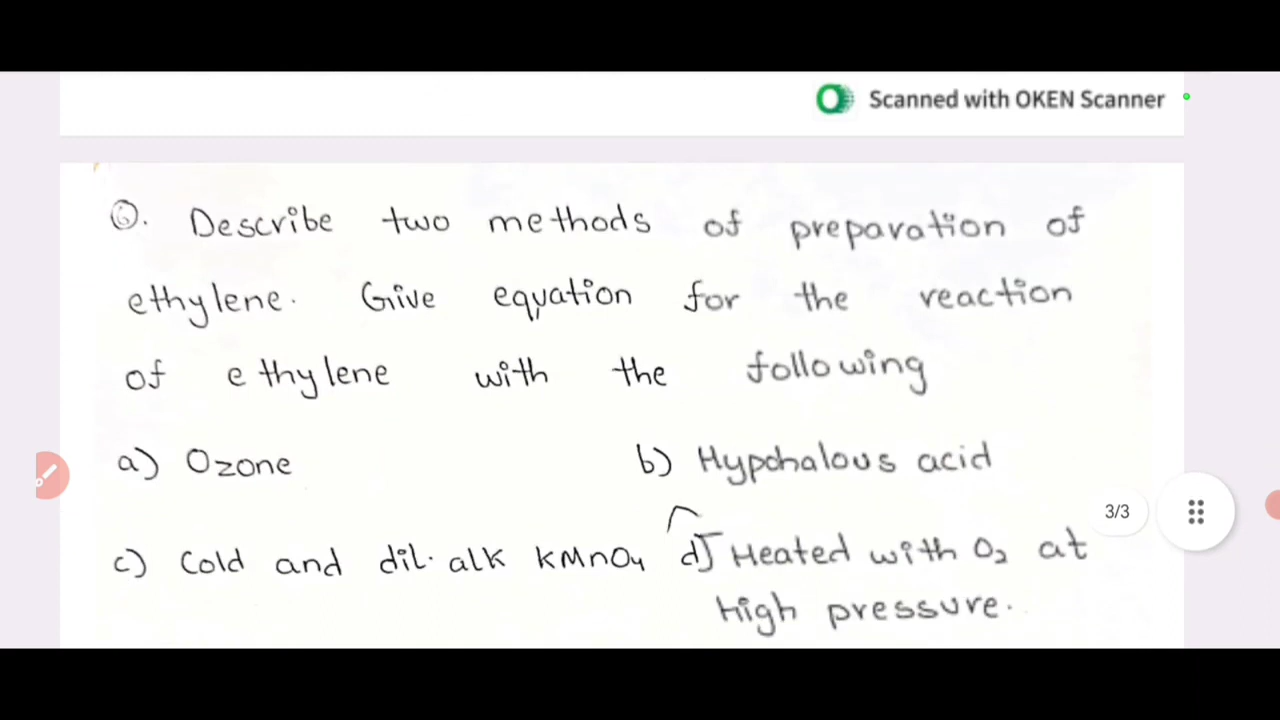 Scanned with OKEN Scanner
Q. Describe two methods of preparation of
ethylene. Give equation for the reaction
of ethylene with the following
a) Ozone b) Hypohalous acid
c) Cold and dil. alk KMnO4 d) Heated with O2 at
high pressure.
3/3